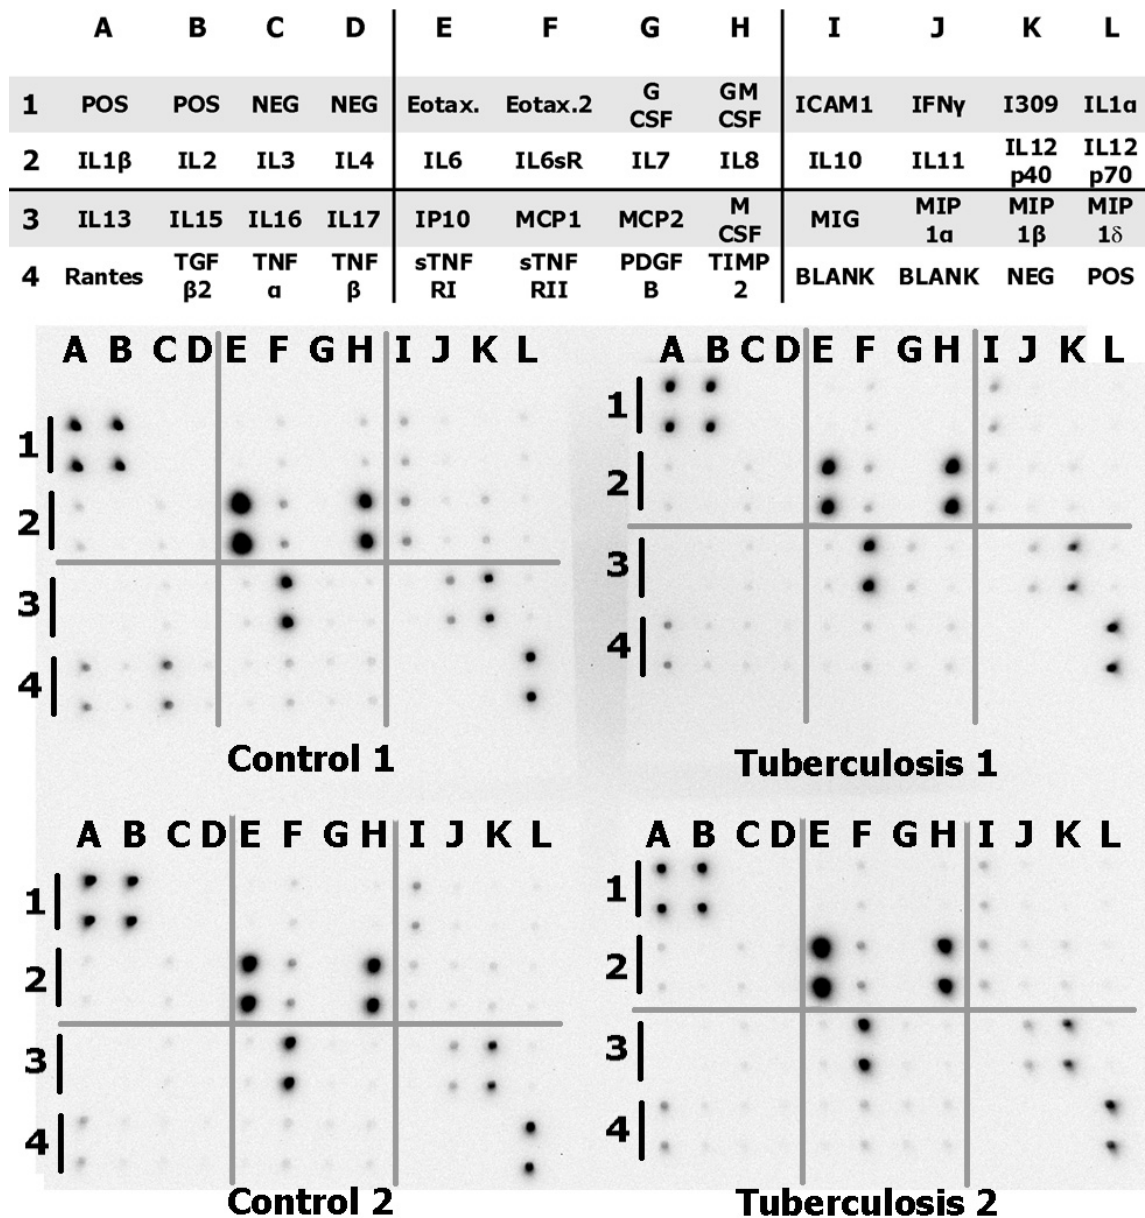 A B C D E F G H I J K L
1 POS POS NEG NEG Eotax. Eotax.2 G CSF GM CSF ICAM1 IFNγ I309 IL1α
2 IL1β IL2 IL3 IL4 IL6 IL6sR IL7 IL8 IL10 IL11 IL12 p40 IL12 p70
3 IL13 IL15 IL16 IL17 IP10 MCP1 MCP2 M CSF MIG MIP 1α MIP 1β MIP 1δ
4 Rantes TGF β2 TNF α TNF β sTNF RI sTNF RII PDGF B TIMP 2 BLANK BLANK NEG POS
A B C D E F G H I J K L
1
2
3
4
Control 1
A B C D E F G H I J K L
1
2
3
4
Tuberculosis 1
A B C D E F G H I J K L
1
2
3
4
Control 2
A B C D E F G H I J K L
1
2
3
4
Tuberculosis 2